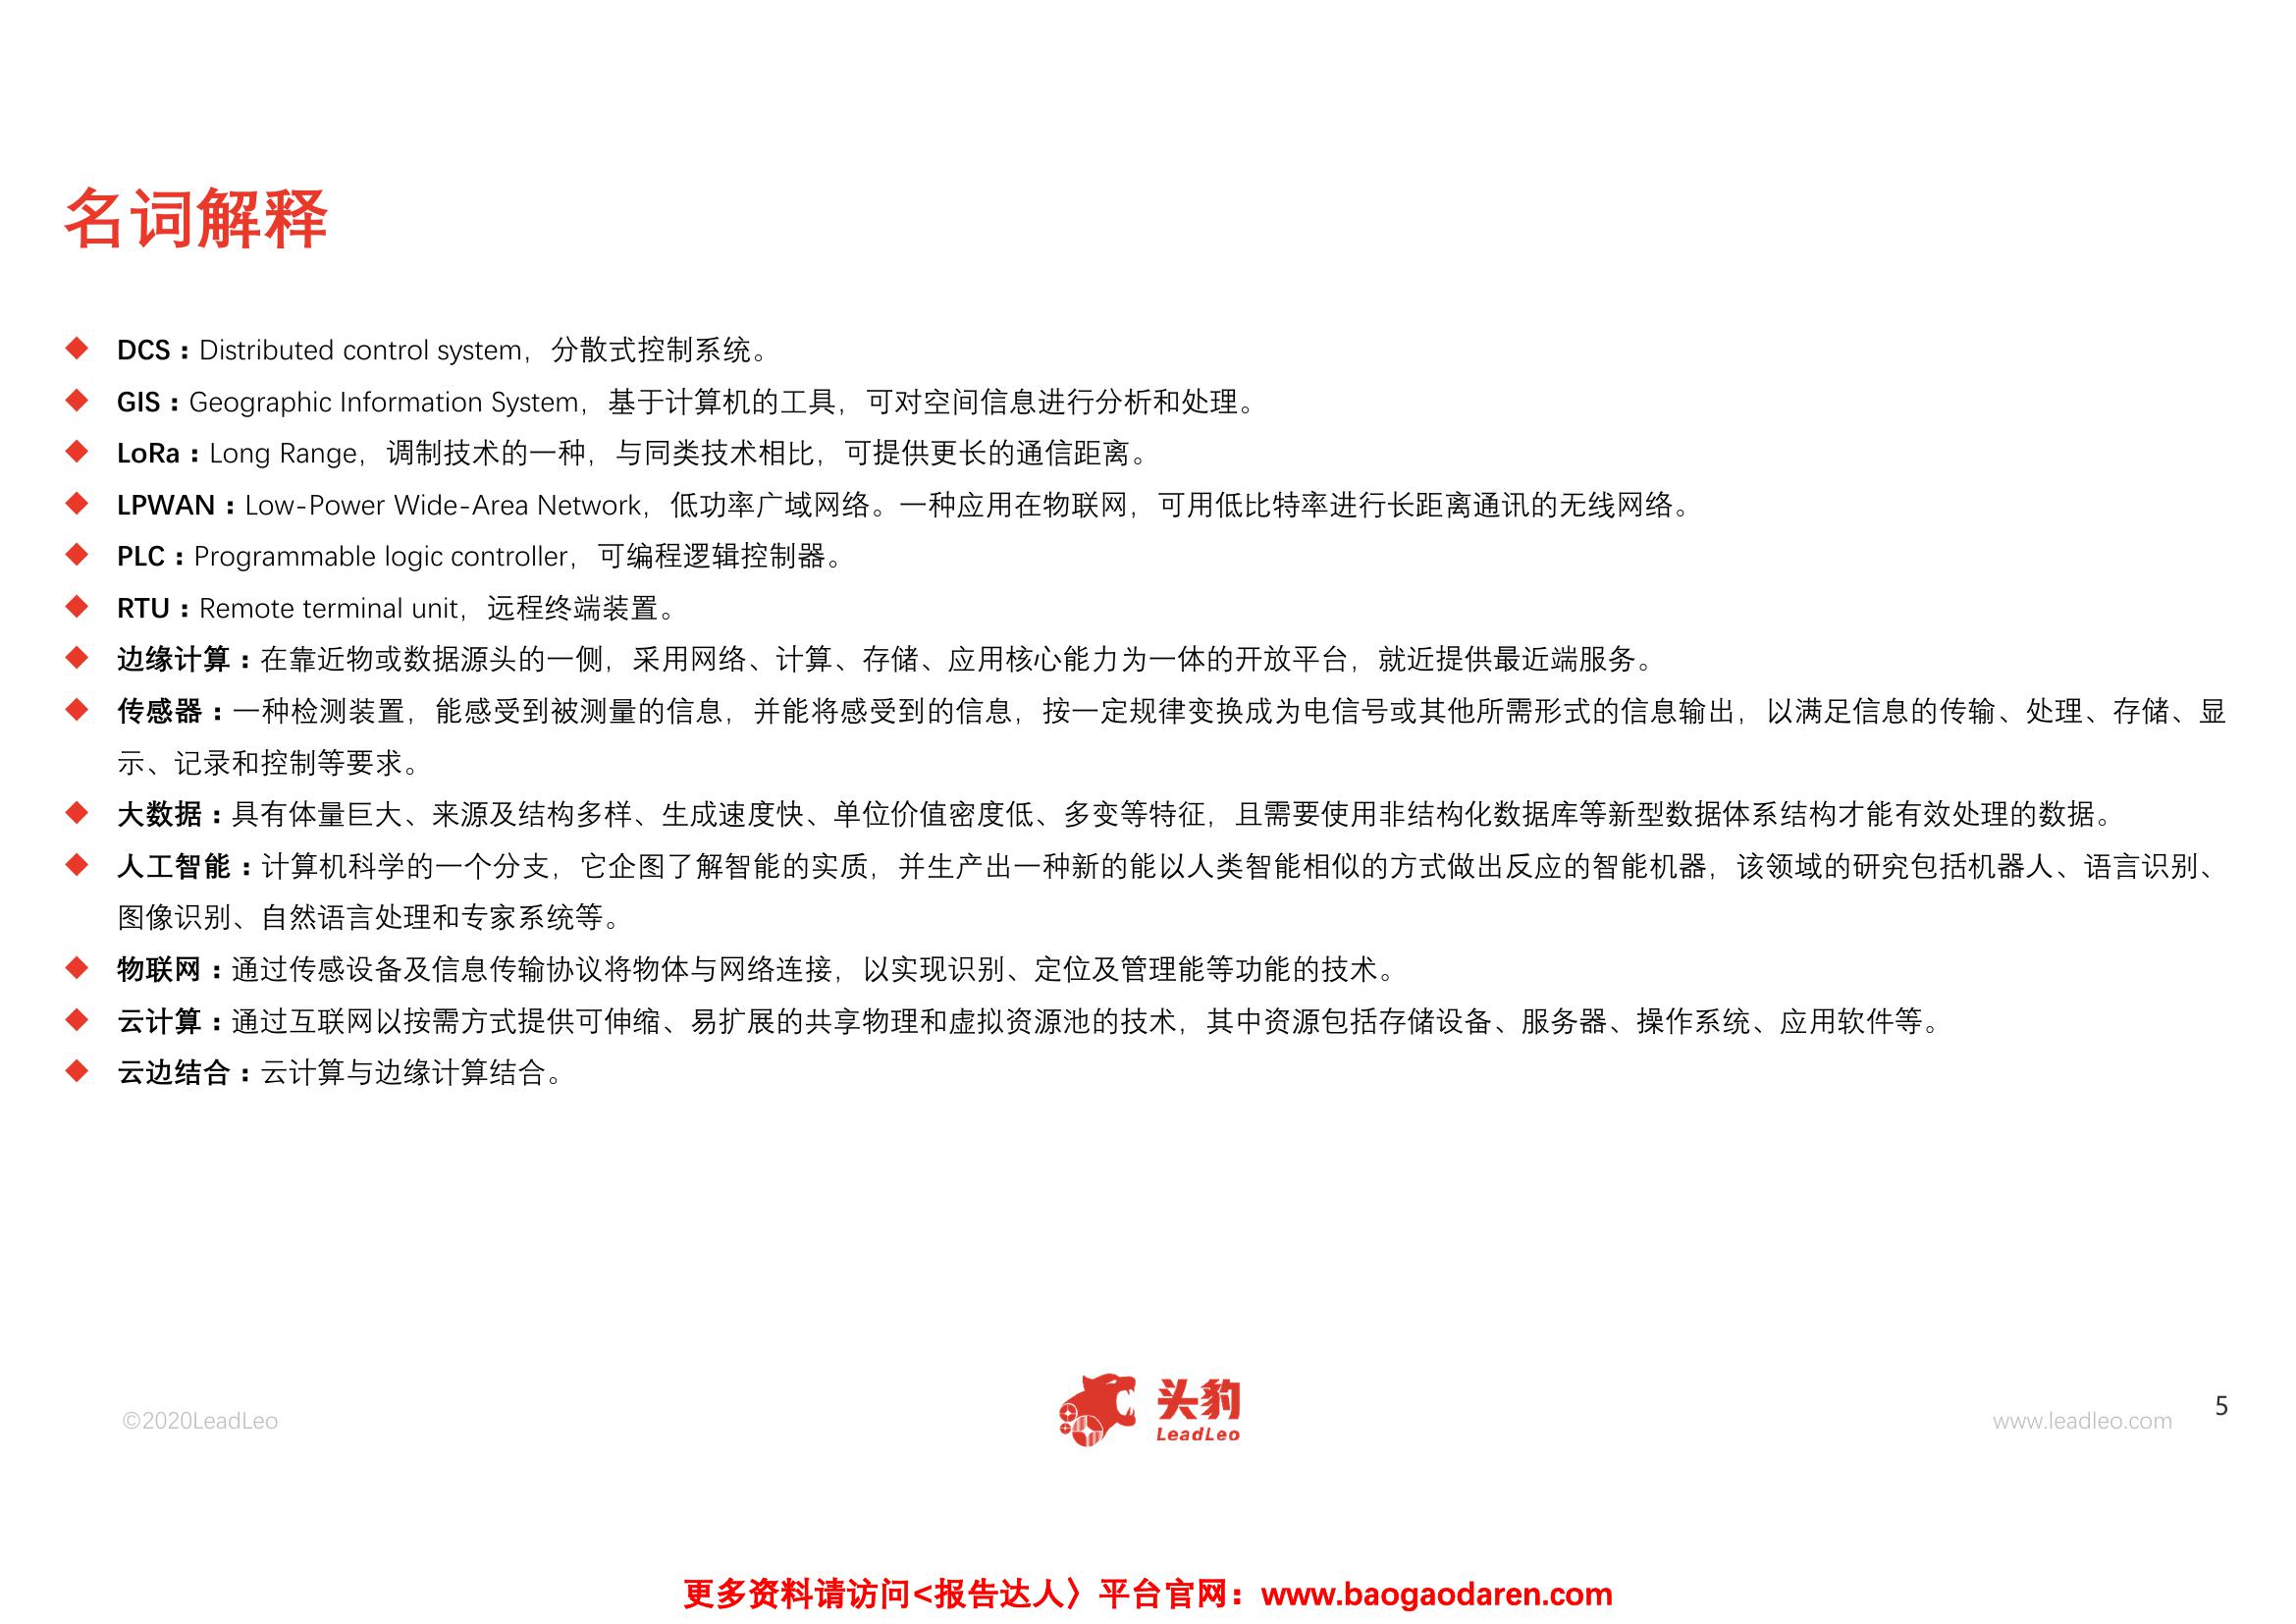 名词解释
◆ DCS：Distributed control system，分散式控制系统。
◆ GIS：Geographic Information System，基于计算机的工具，可对空间信息进行分析和处理。
◆ LoRa：Long Range，调制技术的一种，与同类技术相比，可提供更长的通信距离。
◆ LPWAN：Low-Power Wide-Area Network，低功率广域网络。一种应用在物联网，可用低比特率进行长距离通讯的无线网络。
◆ PLC：Programmable logic controller，可编程逻辑控制器。
◆ RTU：Remote terminal unit，远程终端装置。
◆ 边缘计算：在靠近物或数据源头的一侧，采用网络、计算、存储、应用核心能力为一体的开放平台，就近提供最近端服务。
◆ 传感器：一种检测装置，能感受到被测量的信息，并能将感受到的信息，按一定规律变换成为电信号或其他所需形式的信息输出，以满足信息的传输、处理、存储、显
示、记录和控制等要求。
◆ 大数据：具有体量巨大、来源及结构多样、生成速度快、单位价值密度低、多变等特征，且需要使用非结构化数据库等新型数据体系结构才能有效处理的数据。
◆ 人工智能：计算机科学的一个分支，它企图了解智能的实质，并生产出一种新的能以人类智能相似的方式做出反应的智能机器，该领域的研究包括机器人、语言识别、
图像识别、自然语言处理和专家系统等。
◆ 物联网：通过传感设备及信息传输协议将物体与网络连接，以实现识别、定位及管理能等功能的技术。
◆ 云计算：通过互联网以按需方式提供可伸缩、易扩展的共享物理和虚拟资源池的技术，其中资源包括存储设备、服务器、操作系统、应用软件等。
◆ 云边结合：云计算与边缘计算结合。
©2020LeadLeo
头豹
LeadLeo
www.leadleo.com
5
更多资料请访问<报告达人〉平台官网：www.baogaodaren.com